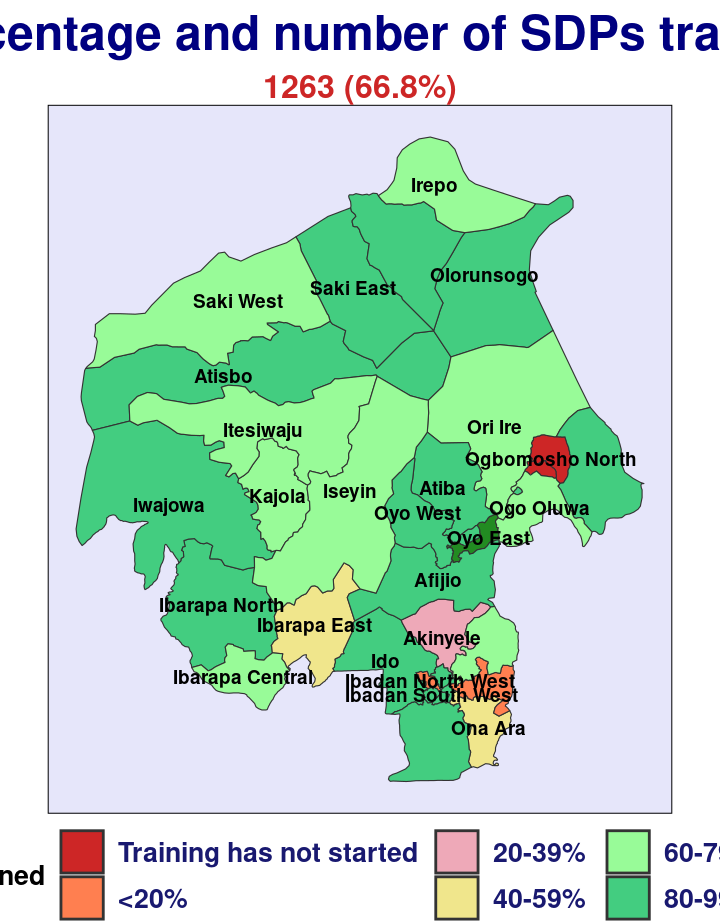 centage and number of SDPs tra
1263 (66.8%)
Irepo
Olorunsogo
Saki East
Saki West
Atisbo
Itesiwaju
Ori Ire
Ogbomosho North
Iseyin
Atiba
Kajola
Iwajowa
Oyo West
Ogo Oluwa
Oyo East
Afijio
Ibarapa North
Ibarapa East
Akinyele
Ido
Ibarapa Central
Ibadan North West
Ibadan South West
Ona Ara
Training has not started 20-39% 60-79
ned
<20% 40-59% 80-99